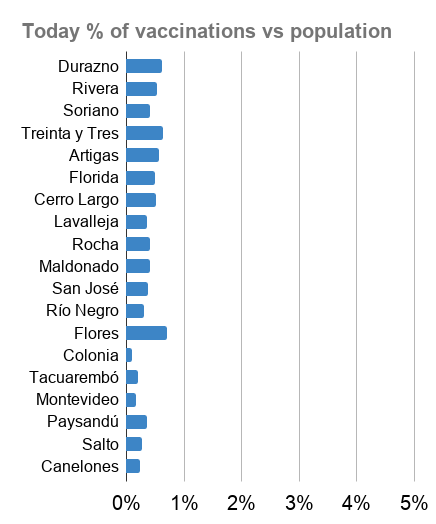 Today % of vaccinations vs population
Durazno
Rivera
Soriano
Treinta y Tres
Artigas
Florida
Cerro Largo
Lavalleja
Rocha
Maldonado
San José
Río Negro
Flores
Colonia
Tacuarembó
Montevideo
Paysandú
Salto
Canelones
0% 1% 2% 3% 4% 5%